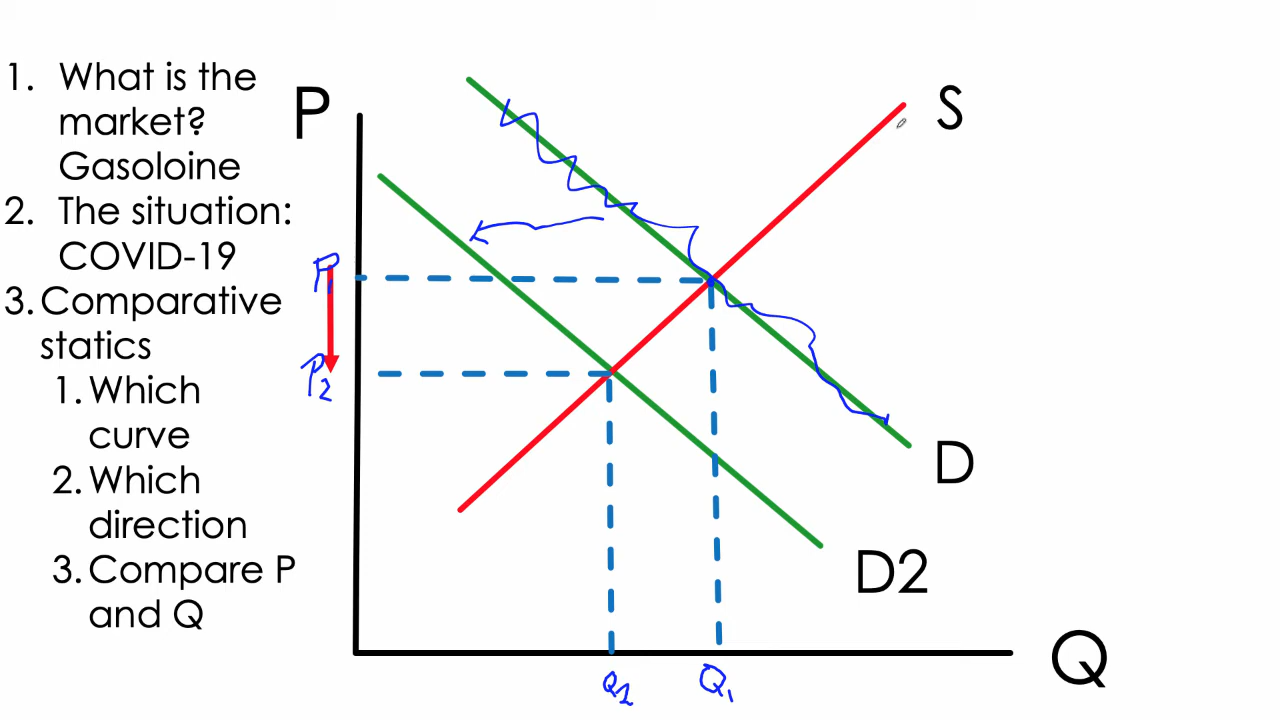 1. What is the
market?
Gasoloine
2. The situation:
COVID-19
3. Comparative
statics
1. Which
curve
2. Which
direction
3. Compare P
and Q
P
S
P1
P2
D
D2
Q2
Q1
Q